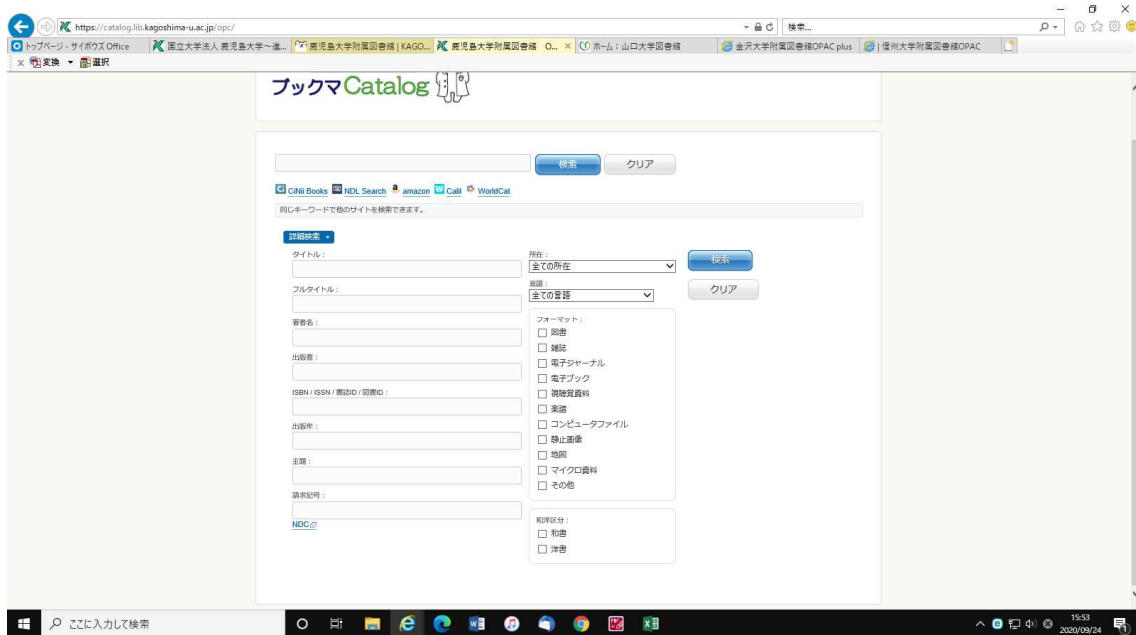 https://catalog.lib.kagoshima-u.ac.jp/opc/
検索...
トップページ - サイボウズ Office
国立大学法人 鹿児島大学～進...
鹿児島大学附属図書館 | KAGO...
鹿児島大学附属図書館 O...
ホーム：山口大学図書館
金沢大学附属図書館OPAC plus
信州大学附属図書館OPAC
x 変換 選択
ブックマCatalog
検索 クリア
CiNii Books NDL Search amazon Calil WorldCat
同じキーワードで他のサイトを検索できます。
詳細検索
タイトル：
フルタイトル：
著者名：
出版者：
ISBN / ISSN / 書誌ID / 図書ID：
出版年：
主題：
請求記号：
NDC
所在：
全ての所在
言語：
全ての言語
フォーマット：
図書
雑誌
電子ジャーナル
電子ブック
視聴覚資料
楽譜
コンピュータファイル
静止画像
地図
マイクロ資料
その他
和洋区分：
和書
洋書
検索
クリア
ここに入力して検索
15:53
2020/09/24